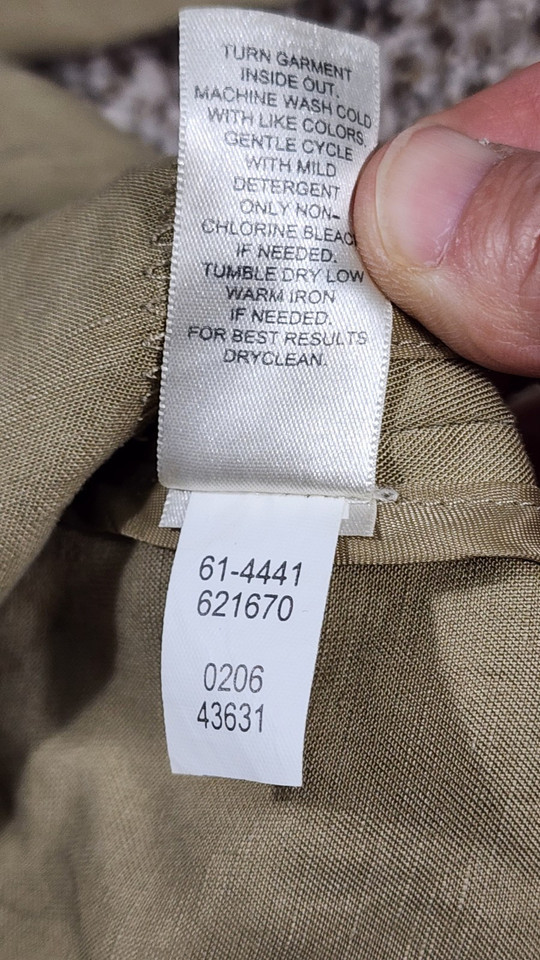 TURN GARMENT
INSIDE OUT.
MACHINE WASH COLD
WITH LIKE COLORS,
GENTLE CYCLE
WITH MILD
DETERGENT
ONLY NON-
CHLORINE BLEAC
IF NEEDED.
TUMBLE DRY LOW
WARM IRON
IF NEEDED.
FOR BEST RESULTS
DRYCLEAN.
61-4441
621670
0206
43631